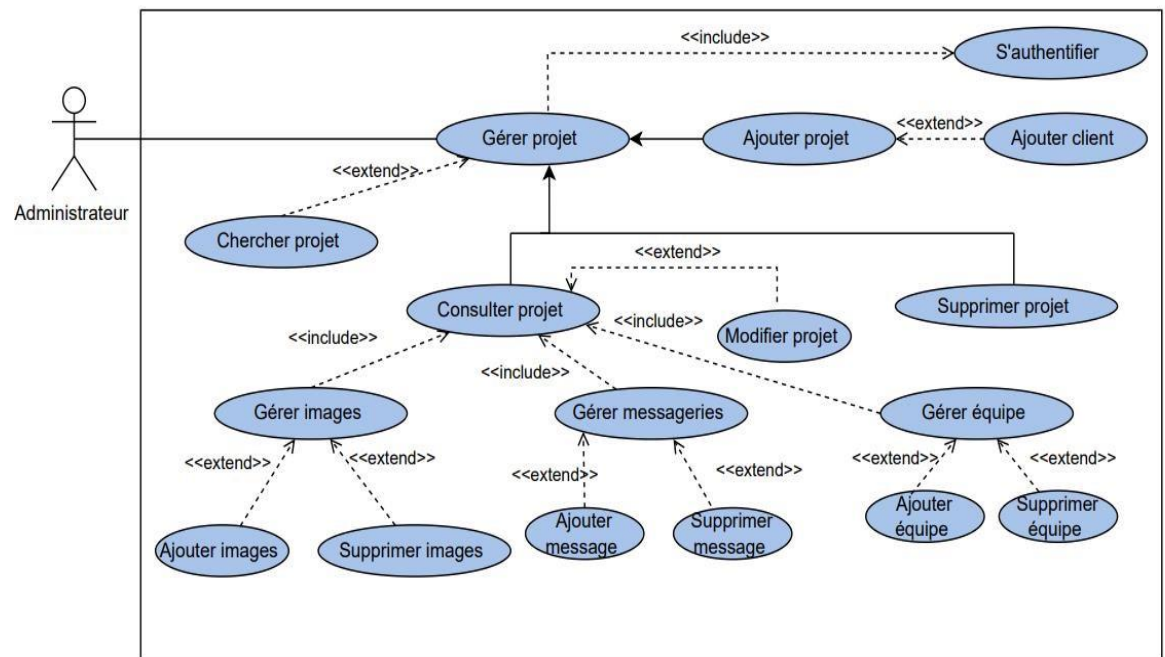 <<include>>
S'authentifier
Gérer projet
Ajouter projet
<<extend>>
Ajouter client
<<extend>>
Administrateur
Chercher projet
<<extend>>
Consulter projet
Supprimer projet
<<include>>
Modifier projet
<<include>>
<<include>>
Gérer images
Gérer messageries
Gérer équipe
<<extend>>
<<extend>>
<<extend>>
<<extend>>
<<extend>>
<<extend>>
Ajouter images
Supprimer images
Ajouter
message
Supprimer
message
Ajouter
équipe
Supprimer
équipe